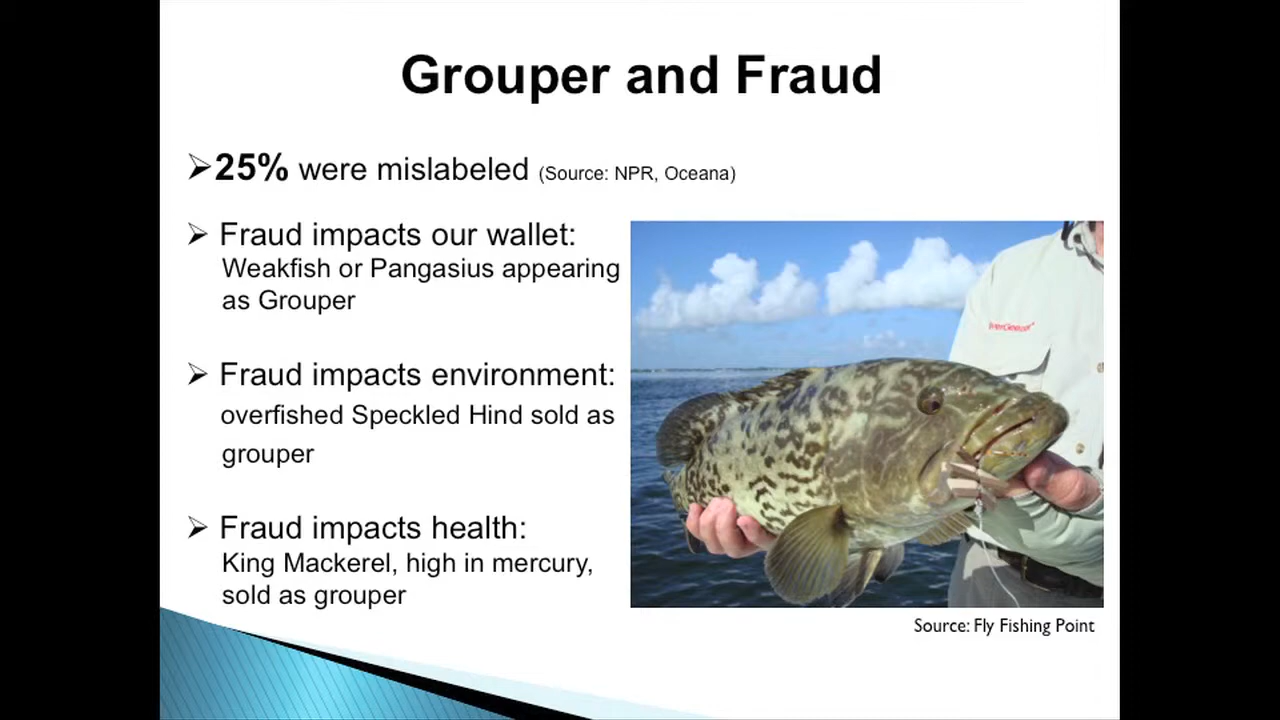 Grouper and Fraud
➢25% were mislabeled (Source: NPR, Oceana)
➢ Fraud impacts our wallet:
Weakfish or Pangasius appearing
as Grouper
➢ Fraud impacts environment:
overfished Speckled Hind sold as
grouper
➢ Fraud impacts health:
King Mackerel, high in mercury,
sold as grouper
Source: Fly Fishing Point